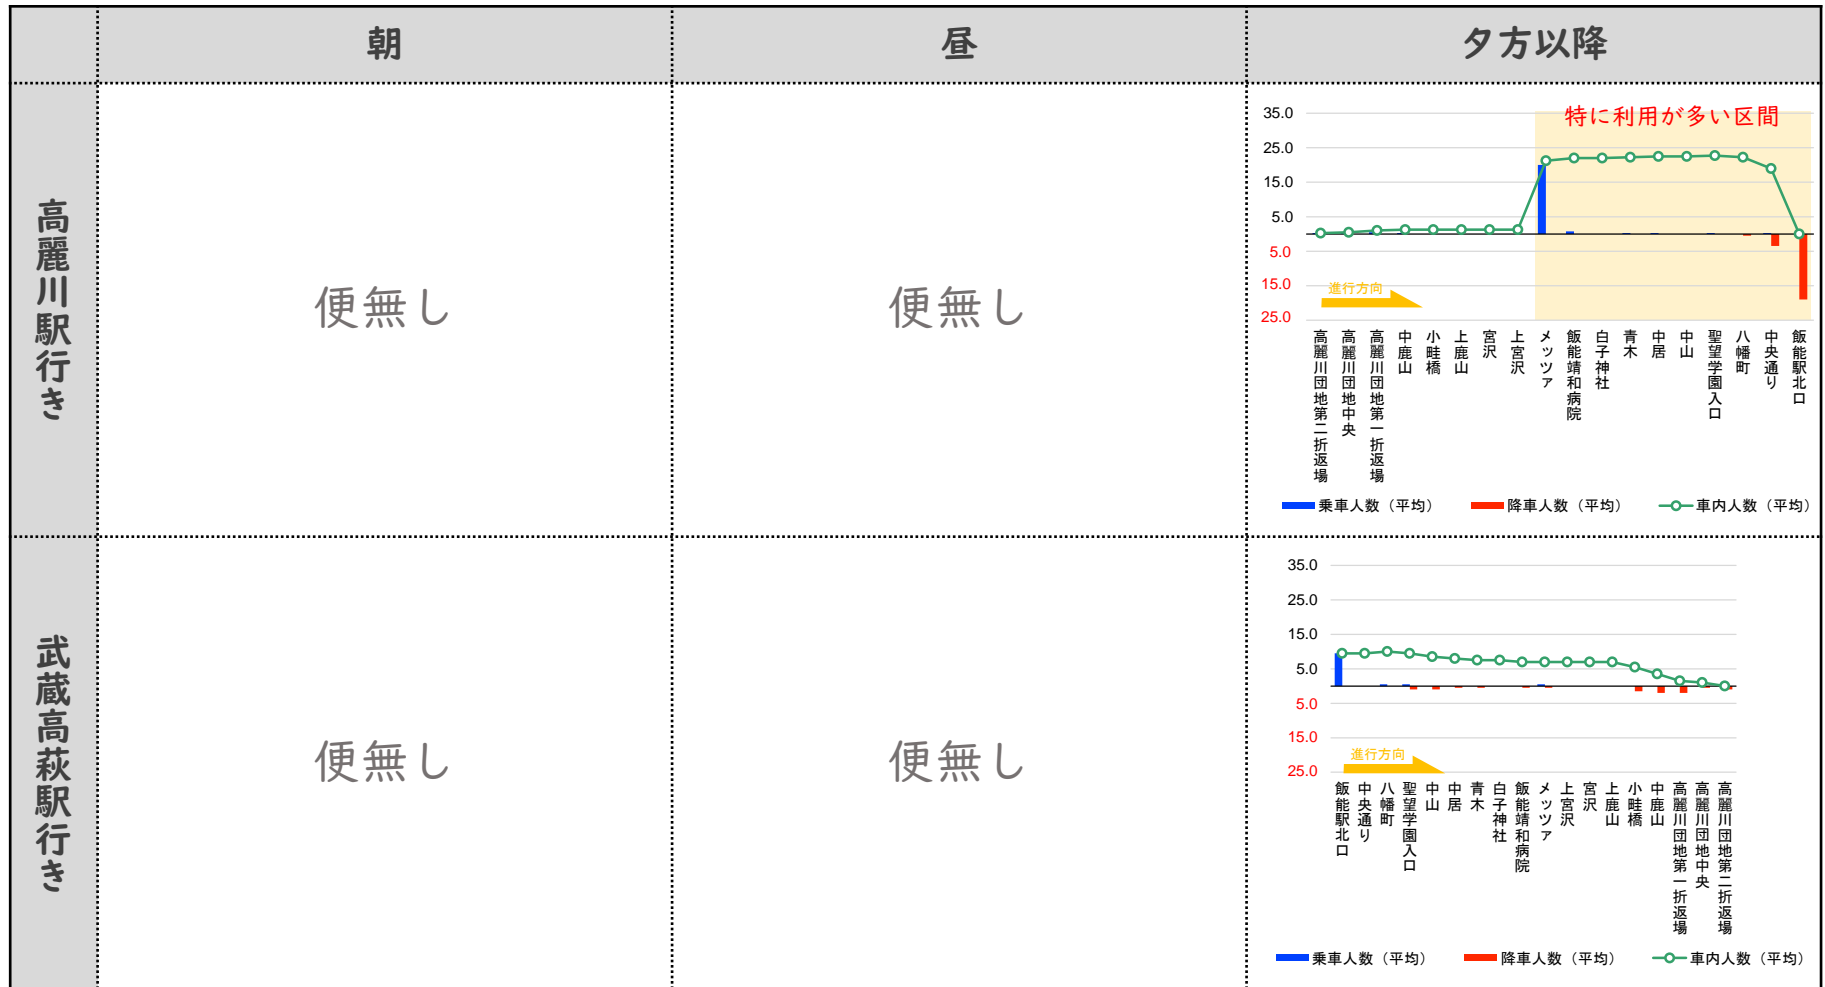 朝
昼
夕方以降
高麗川駅行き
便無し
便無し
特に利用が多い区間
35.0
25.0
15.0
5.0
5.0
15.0
25.0
進行方向
高麗川団地第二折返場
高麗川団地中央
高麗川団地第一折返場
中鹿山
小畦橋
上鹿山
宮沢
上宮沢
メッツァ
飯能靖和病院
白子神社
青木
中居
中山
聖望学園入口
八幡町
中央通り
飯能駅北口
乗車人数（平均）
降車人数（平均）
車内人数（平均）
武蔵高萩駅行き
便無し
便無し
35.0
25.0
15.0
5.0
5.0
15.0
25.0
進行方向
飯能駅北口
中央通り
八幡町
聖望学園入口
中山
中居
青木
白子神社
飯能靖和病院
メッツァ
上宮沢
宮沢
上鹿山
小畦橋
中鹿山
高麗川団地第一折返場
高麗川団地中央
高麗川団地第二折返場
乗車人数（平均）
降車人数（平均）
車内人数（平均）